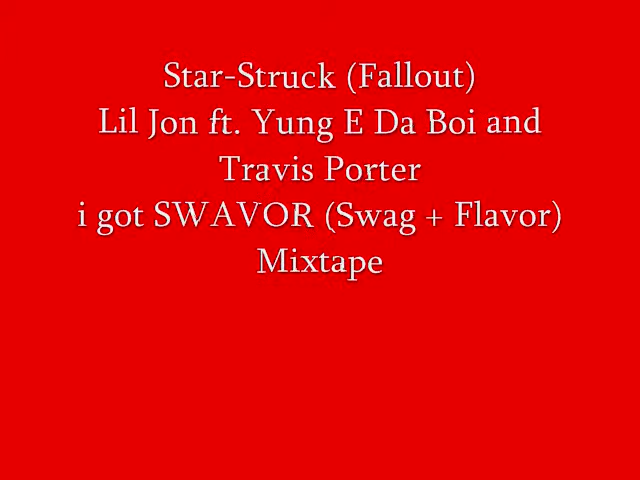 Star-Struck (Fallout)
Lil Jon ft. Yung E Da Boi and
Travis Porter
i got SWAVOR (Swag + Flavor)
Mixtape